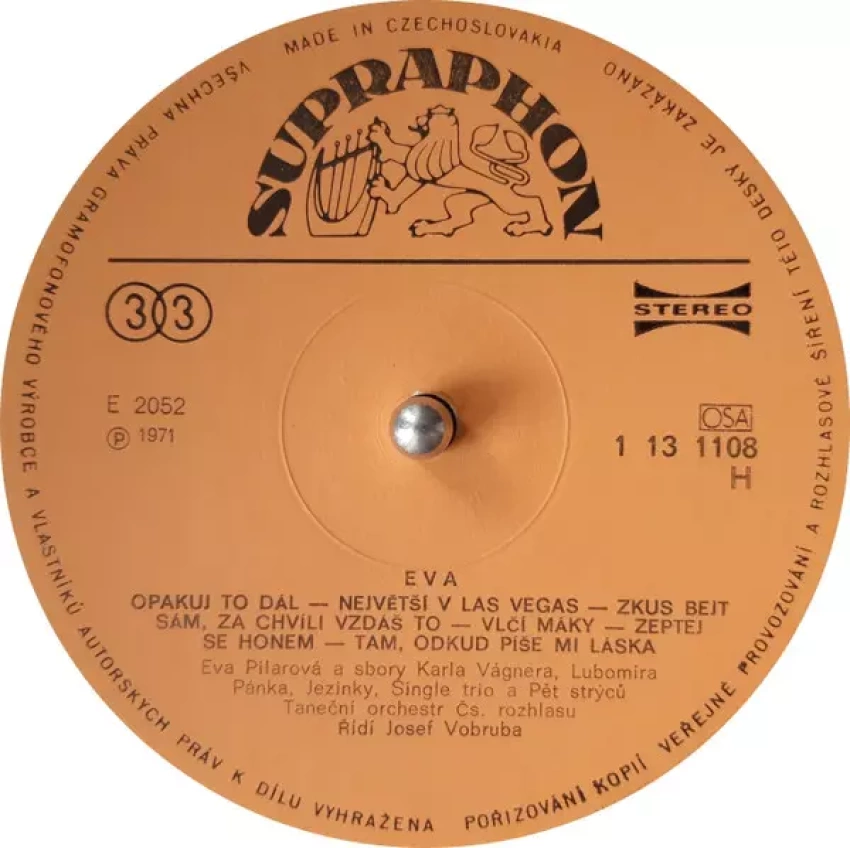 MADE IN CZECHOSLOVAKIA
VŠECHNA PRÁVA GRAMOFONOVÉHO VÝROBCE A VLASTNÍKŮ AUTORSKÝCH PRÁV K DÍLU VYHRAŽENA
POŘIZOVÁNÍ KOPIÍ VEŘEJNÉ PROVOZOVÁNÍ A ROZHLASOVÉ ŠÍŘENÍ TÉTO DESKY JE ZAKÁZÁNO
SUPRAPHON
33
STEREO
E 2052
Ⓟ 1971
OSA
1 13 1108
H
EVA
OPAKUJ TO DÁL — NEJVĚTŠÍ V LAS VEGAS — ZKUS BEJT
SÁM, ZA CHVÍLI VZDÁŠ TO — VLČÍ MÁKY — ZEPTEJ
SE HONEM — TAM, ODKUD PÍŠE MI LÁSKA
Eva Pilarová a sbory Karla Vágnera, Lubomíra
Pánka, Jezinky, Single trio a Pět strýců
Taneční orchestr Čs. rozhlasu
Řídí Josef Vobruba